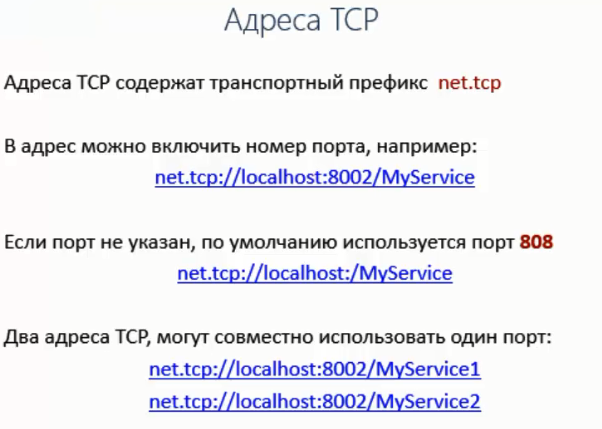 Адреса TCP
Адреса TCP содержат транспортный префикс net.tcp
В адрес можно включить номер порта, например:
net.tcp://localhost:8002/MyService
Если порт не указан, по умолчанию используется порт 808
net.tcp://localhost:/MyService
Два адреса TCP, могут совместно использовать один порт:
net.tcp://localhost:8002/MyService1
net.tcp://localhost:8002/MyService2